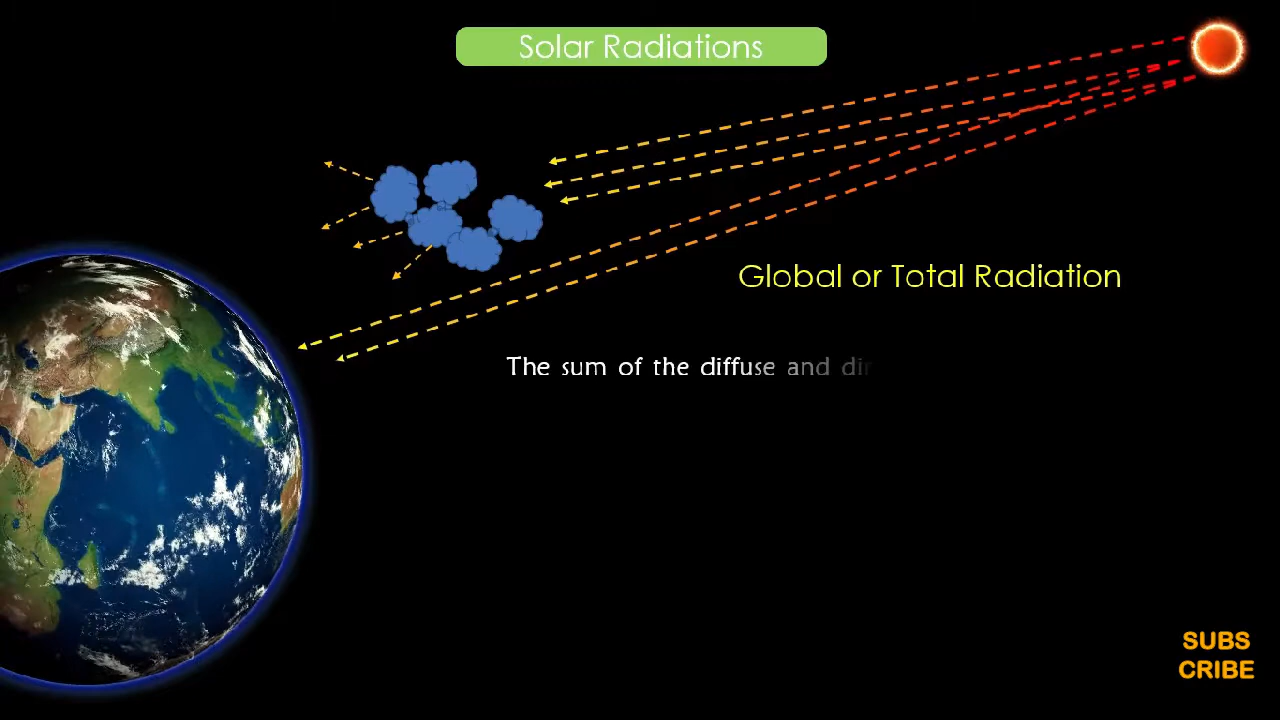 Solar Radiations
Global or Total Radiation
The sum of the diffuse and
SUBS
CRIBE